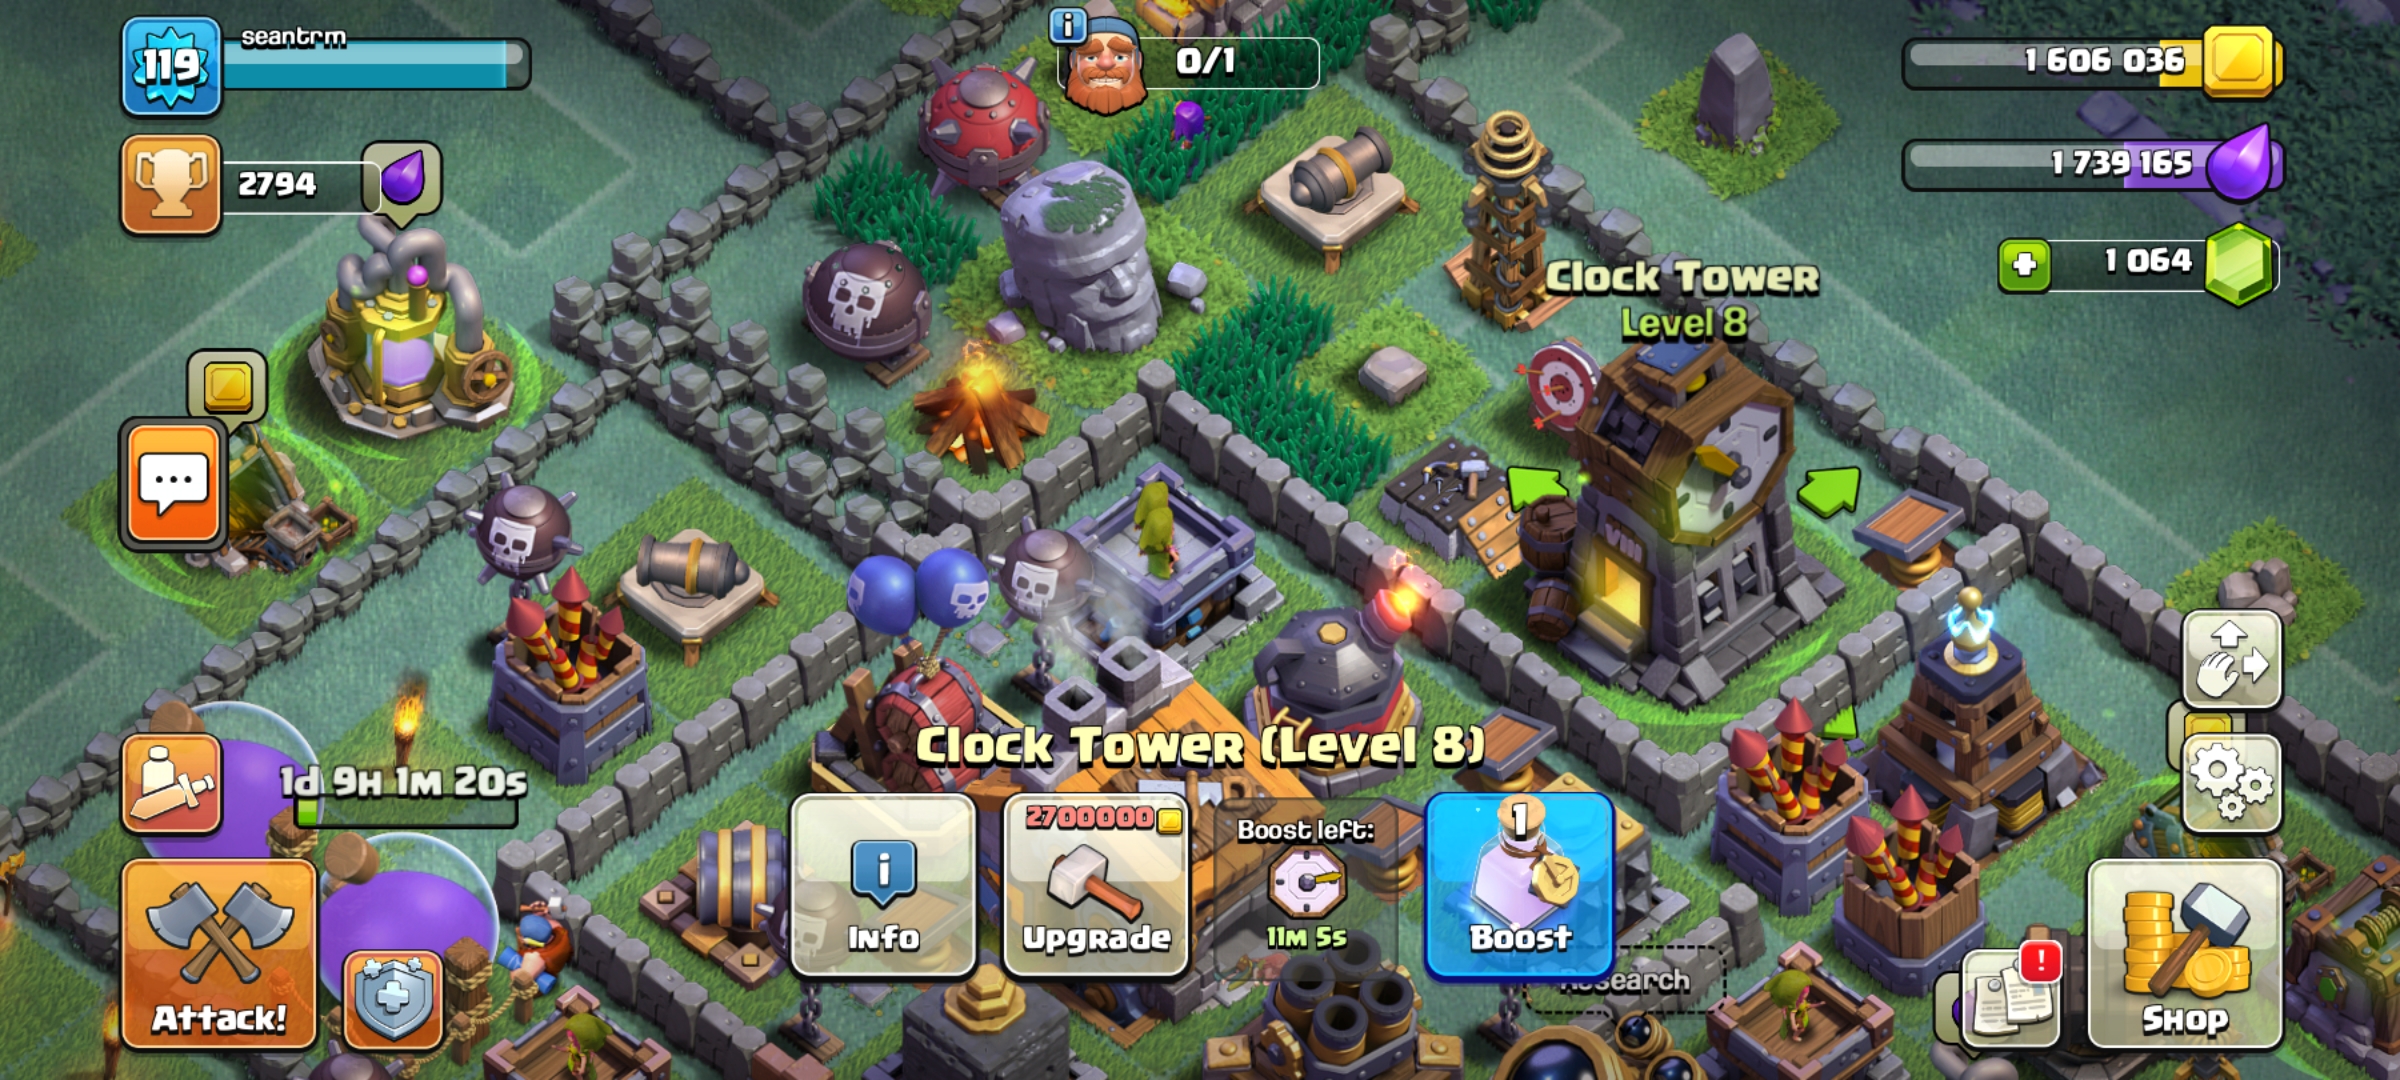 119
seantrm
0/1
1 606 036
2794
1 739 165
1 064
Clock Tower
Level 8
VIII
1d 9H 1M 20s
Clock Tower (Level 8)
2700000
Boost left:
1
Info
Upgrade
11M 5s
Boost
Attack!
Shop